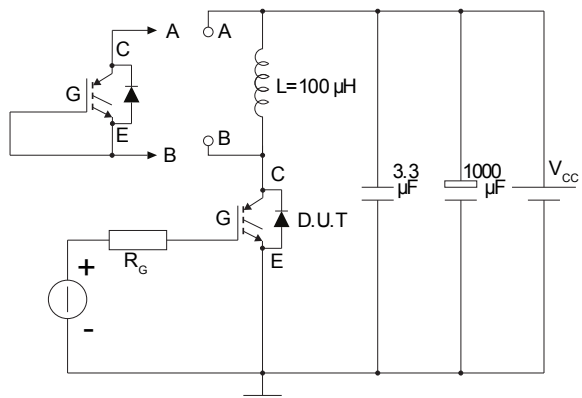 A
A
C
G
E
B
L=100 µH
B
C
G
D.U.T
E
R_G
+
-
3.3
µF
1000
µF
V_CC